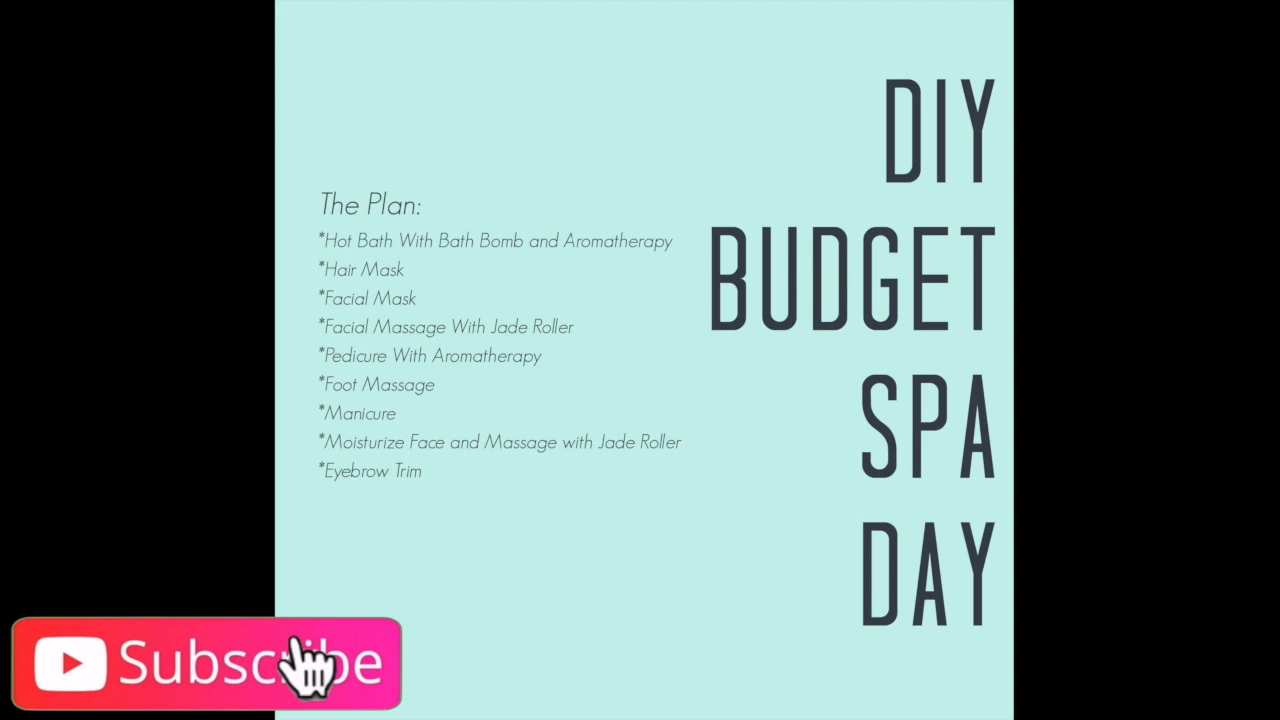 DIY
BUDGET
SPA
DAY
The Plan:
*Hot Bath With Bath Bomb and Aromatherapy
*Hair Mask
*Facial Mask
*Facial Massage With Jade Roller
*Pedicure With Aromatherapy
*Foot Massage
*Manicure
*Moisturize Face and Massage with Jade Roller
*Eyebrow Trim
Subscribe